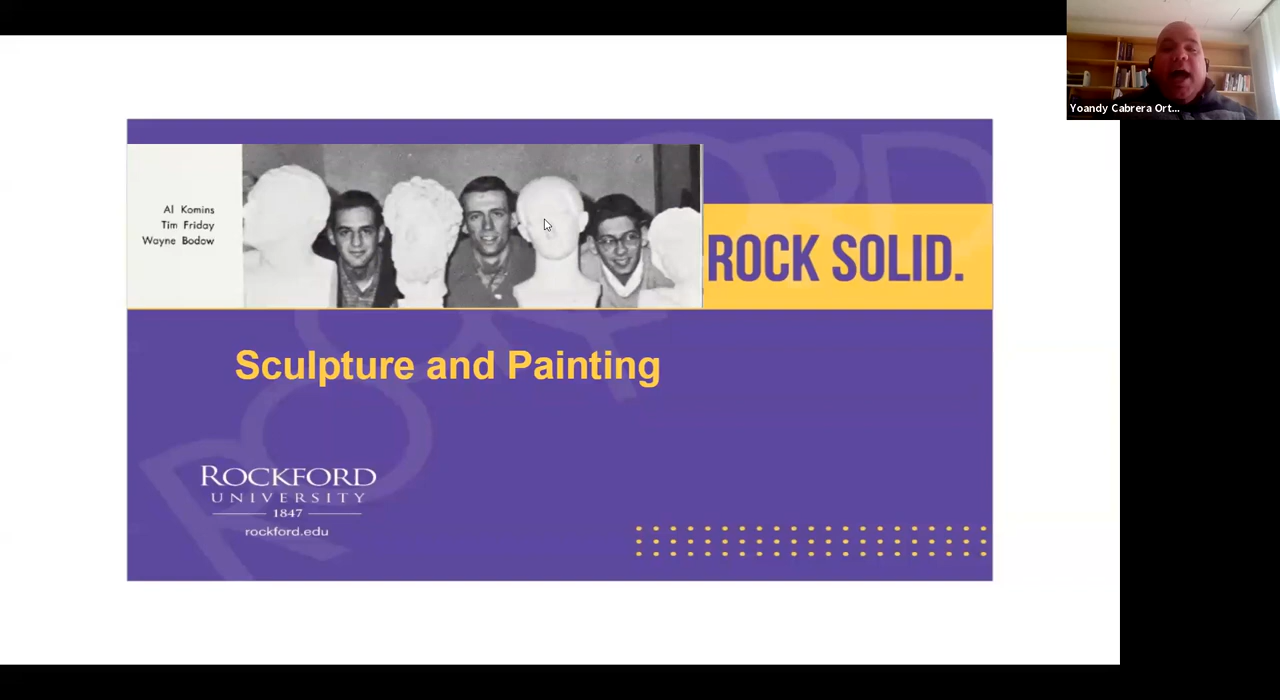 Yoandy Cabrera Ort...
Al Komins
Tim Friday
Wayne Bodow
ROCK SOLID.
Sculpture and Painting
ROCKFORD
UNIVERSITY
1847
rockford.edu